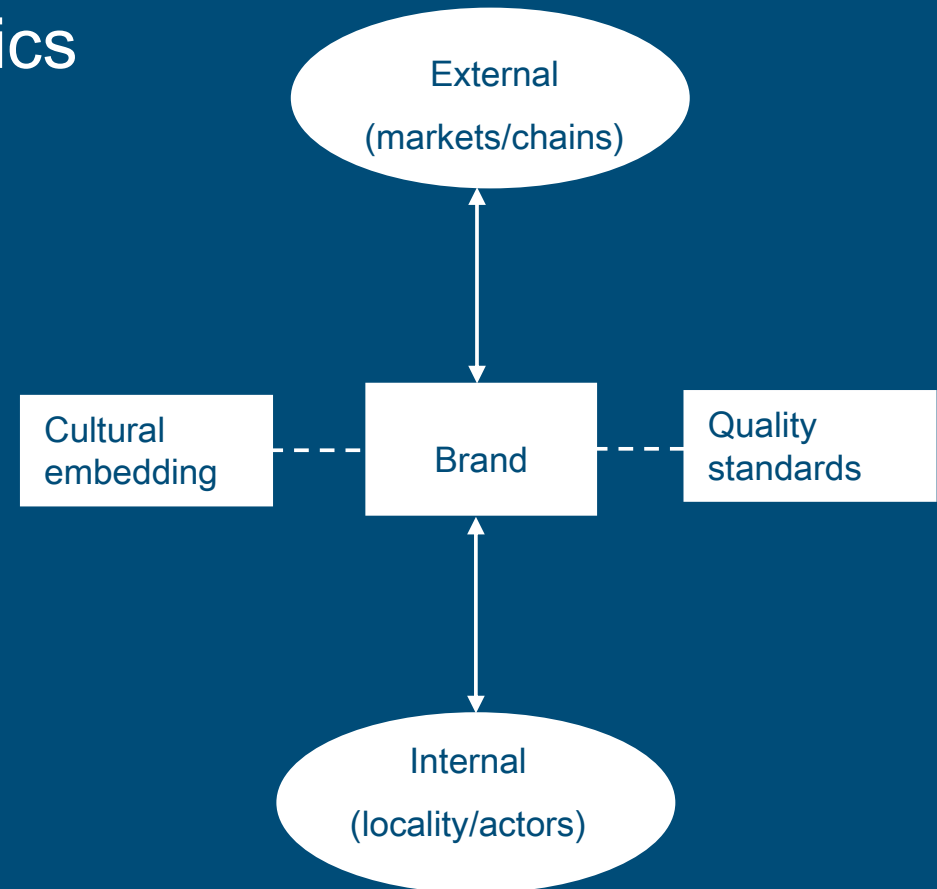 ics
External
(markets/chains)
Cultural
embedding
Brand
Quality
standards
Internal
(locality/actors)